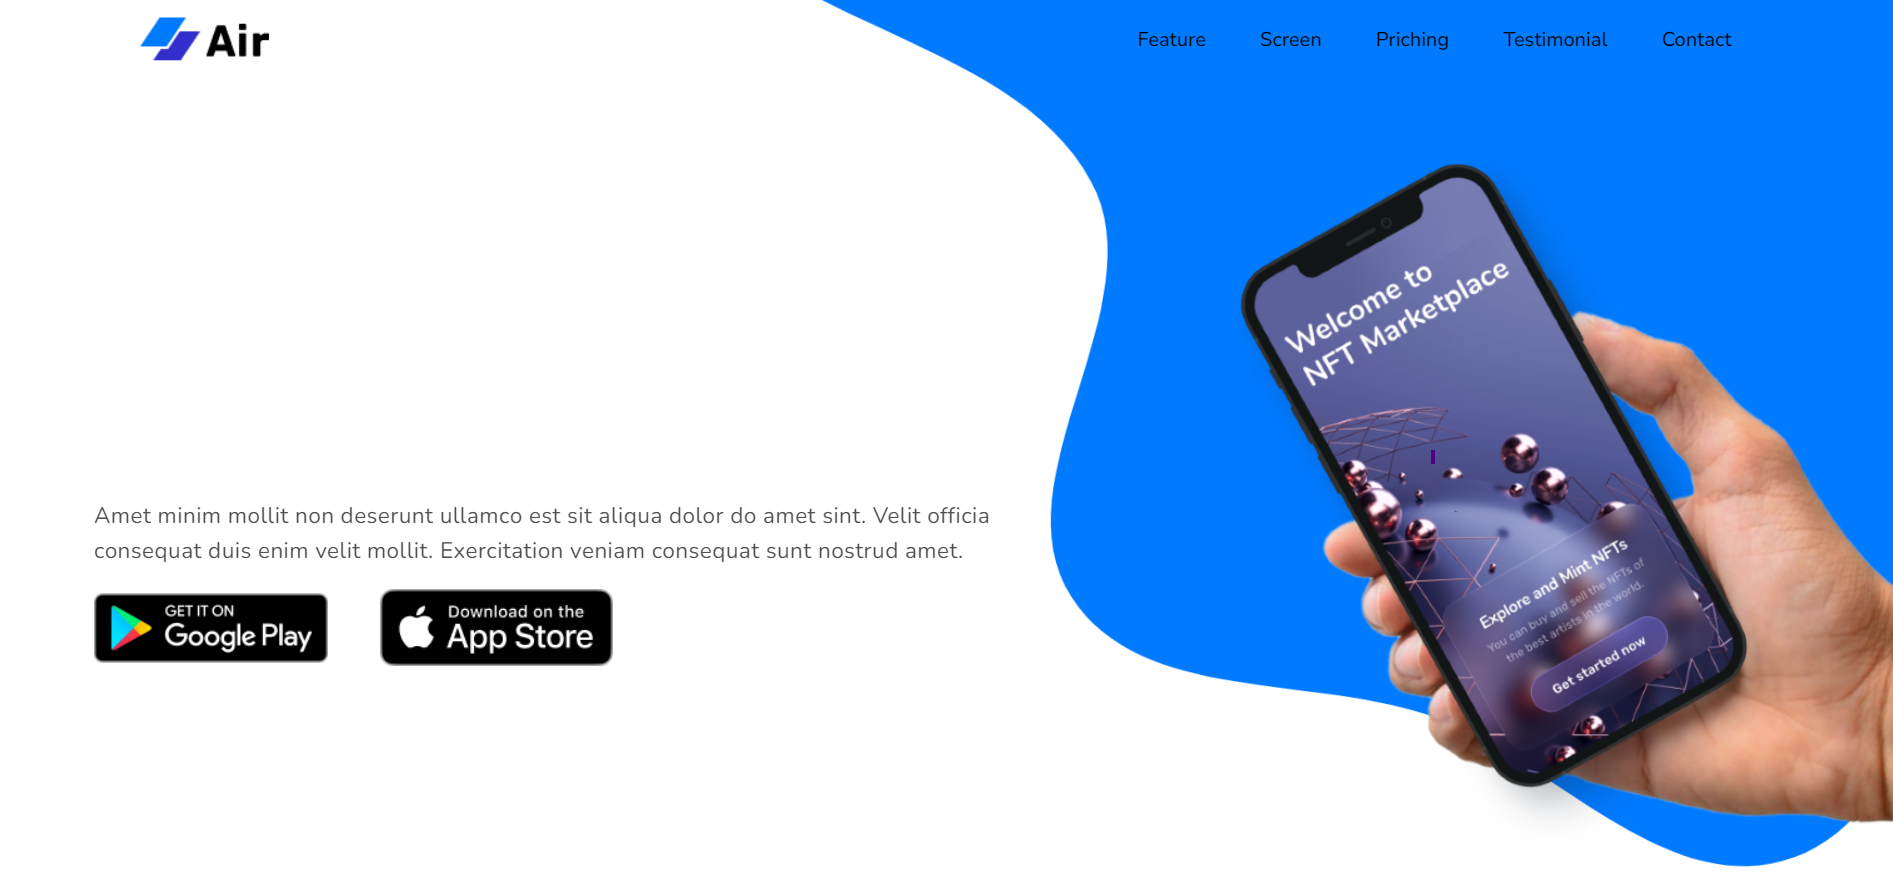 Air
Feature
Screen
Priching
Testimonial
Contact
Welcome to
NFT Marketplace
Amet minim mollit non deserunt ullamco est sit aliqua dolor do amet sint. Velit officia
consequat duis enim velit mollit. Exercitation veniam consequat sunt nostrud amet.
GET IT ON
Google Play
Download on the
App Store
Explore and Mint NFTs
You can buy and sell the NFTs of
the best artists in the world.
Get started now